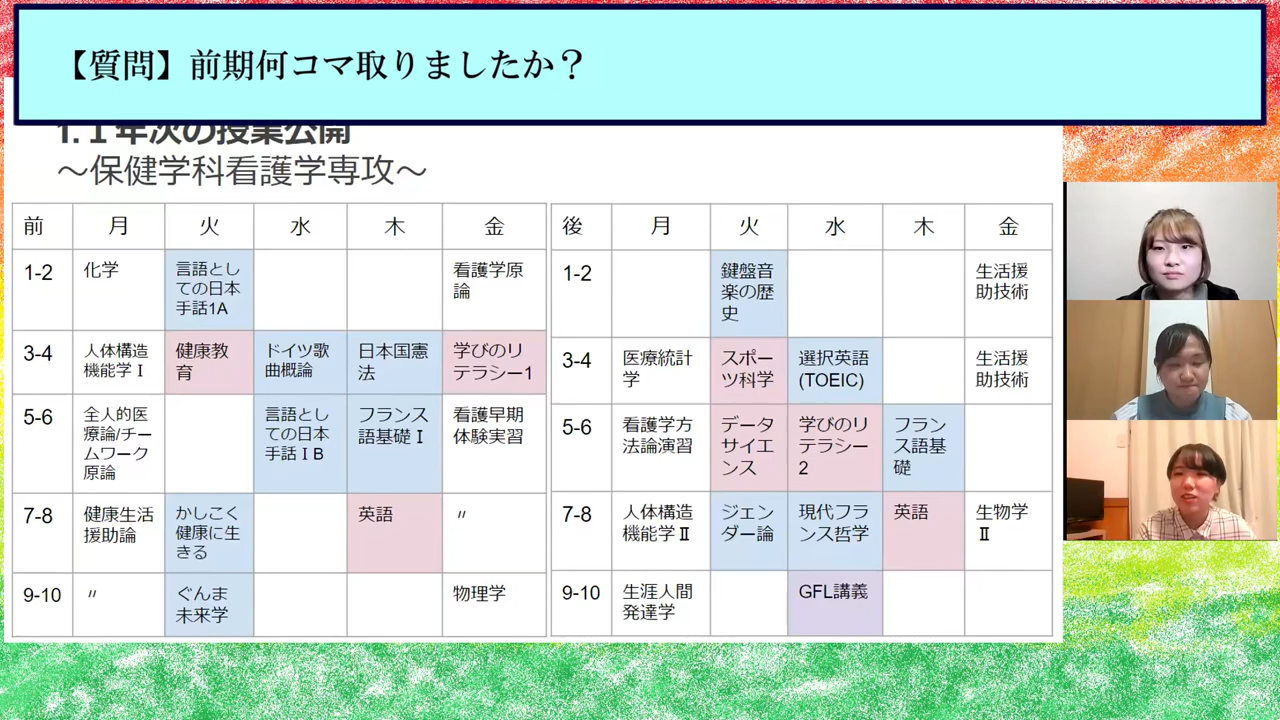 【質問】前期何コマ取りましたか？
1.１年次の授業公開
～保健学科看護学専攻～
前 月 火 水 木 金
1-2 化学 言語とし 看護学原
ての日本 論
手話1A
3-4 人体構造 健康教 ドイツ歌 日本国憲 学びのリ
機能学Ⅰ 育 曲概論 法 テラシー1
5-6 全人的医 言語とし フランス 看護早期
療論/チー ての日本 語基礎Ⅰ 体験実習
ムワーク 手話ⅠB
原論
7-8 健康生活 かしこく 英語 〃
援助論 健康に生
きる
9-10 〃 ぐんま 物理学
未来学
後 月 火 水 木 金
1-2 鍵盤音 生活援
楽の歴 助技術
史
3-4 医療統計 スポー 選択英語 生活援
学 ツ科学 (TOEIC) 助技術
5-6 看護学方 データ 学びのリ フラン
法論演習 サイエ テラシー ス語基
ンス 2 礎
7-8 人体構造 ジェン 現代フラ 英語 生物学
機能学Ⅱ ダー論 ンス哲学 Ⅱ
9-10 生涯人間 GFL講義
発達学